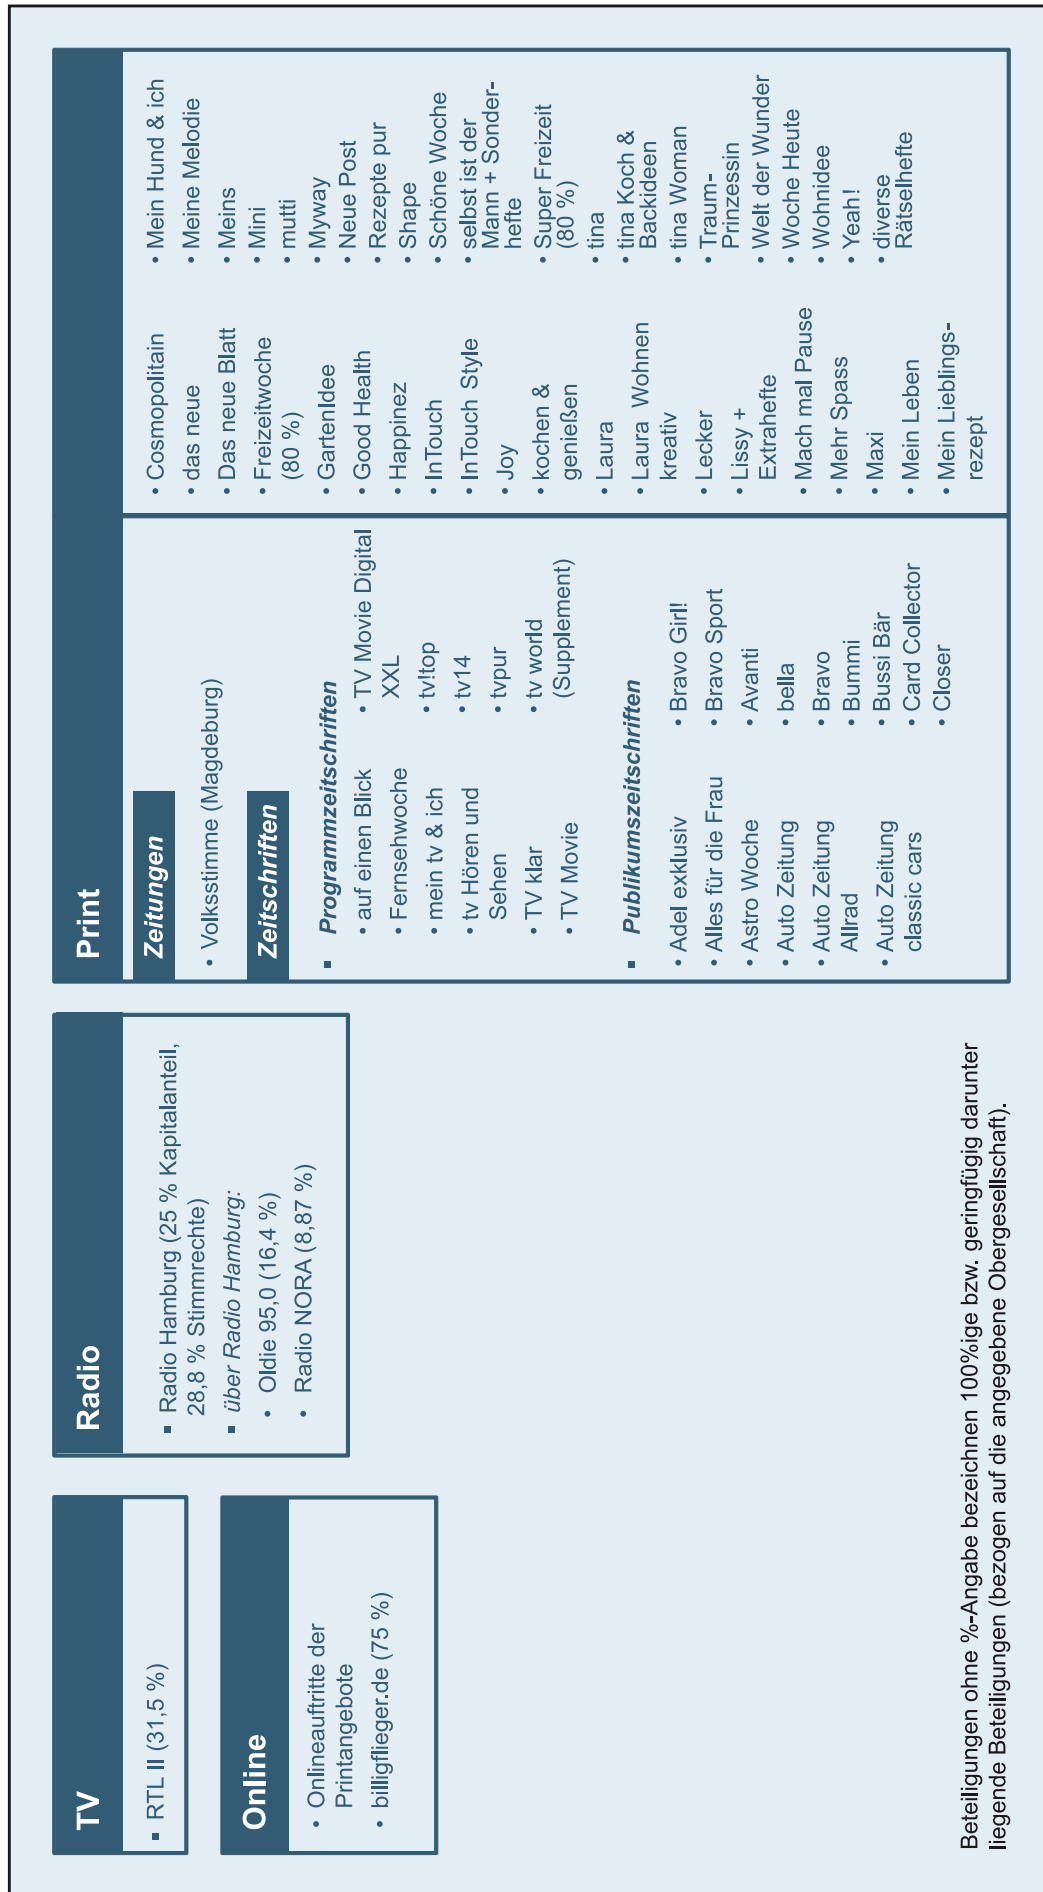 TV
▪ RTL II (31,5 %)
Online
• Onlineauftritte der
Printangebote
• billigflieger.de (75 %)
Radio
▪ Radio Hamburg (25 % Kapitalanteil,
28,8 % Stimmrechte)
▪ über Radio Hamburg:
• Oldie 95,0 (16,4 %)
• Radio NORA (8,87 %)
Print
Zeitungen
• Volksstimme (Magdeburg)
Zeitschriften
▪ Programmzeitschriften
• auf einen Blick
• Fernsehwoche
• mein tv & ich
• tv Hören und
Sehen
• TV klar
• TV Movie
• TV Movie Digital
XXL
• tv!top
• tv14
• tvpur
• tv world
(Supplement)
▪ Publikumszeitschriften
• Adel exklusiv
• Alles für die Frau
• Astro Woche
• Auto Zeitung
• Auto Zeitung
Allrad
• Auto Zeitung
classic cars
• Bravo Girl!
• Bravo Sport
• Avanti
• bella
• Bravo
• Bummi
• Bussi Bär
• Card Collector
• Closer
• Cosmopolitain
• das neue
• Das neue Blatt
• Freizeitwoche
(80 %)
• GartenIdee
• Good Health
• Happinez
• InTouch
• InTouch Style
• Joy
• kochen &
genießen
• Laura
• Laura Wohnen
kreativ
• Lecker
• Lissy +
Extrahefte
• Mach mal Pause
• Mehr Spass
• Maxi
• Mein Leben
• Mein Lieblings-
rezept
• Mein Hund & ich
• Meine Melodie
• Meins
• Mini
• mutti
• Myway
• Neue Post
• Rezepte pur
• Shape
• Schöne Woche
• selbst ist der
Mann + Sonder-
hefte
• Super Freizeit
(80 %)
• tina
• tina Koch &
Backideen
• tina Woman
• Traum-
Prinzessin
• Welt der Wunder
• Woche Heute
• Wohnidee
• Yeah!
• diverse
Rätselhefte
Beteiligungen ohne %-Angabe bezeichnen 100%ige bzw. geringfügig darunter
liegende Beteiligungen (bezogen auf die angegebene Obergesellschaft).